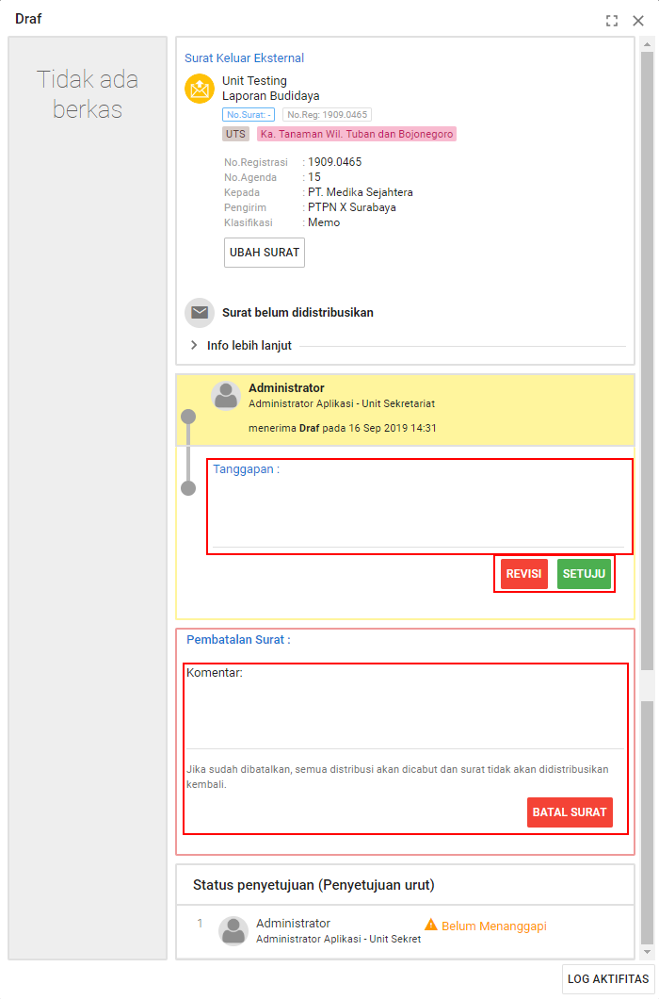 Draf
Tidak ada
berkas
Surat Keluar Eksternal
Unit Testing
Laporan Budidaya
No.Surat: - No.Reg: 1909.0465
UTS Ka. Tanaman Wil. Tuban dan Bojonegoro
No.Registrasi : 1909.0465
No.Agenda : 15
Kepada : PT. Medika Sejahtera
Pengirim : PTPN X Surabaya
Klasifikasi : Memo
UBAH SURAT
Surat belum didistribusikan
Info lebih lanjut
Administrator
Administrator Aplikasi - Unit Sekretariat
menerima Draf pada 16 Sep 2019 14:31
Tanggapan :
REVISI SETUJU
Pembatalan Surat :
Komentar:
Jika sudah dibatalkan, semua distribusi akan dicabut dan surat tidak akan didistribusikan
kembali.
BATAL SURAT
Status penyetujuan (Penyetujuan urut)
1 Administrator Belum Menanggapi
Administrator Aplikasi - Unit Sekret
LOG AKTIFITAS